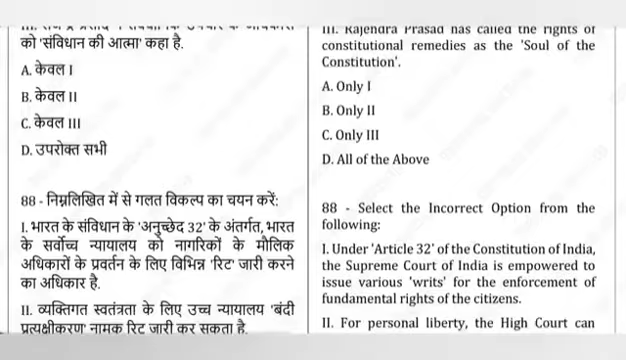 को 'संविधान की आत्मा' कहा है.
A. केवल I
B. केवल II
C. केवल III
D. उपरोक्त सभी
88 - निम्नलिखित में से गलत विकल्प का चयन करें:
I. भारत के संविधान के 'अनुच्छेद 32' के अंतर्गत, भारत
के सर्वोच्च न्यायालय को नागरिकों के मौलिक
अधिकारों के प्रवर्तन के लिए विभिन्न 'रिट' जारी करने
का अधिकार है.
II. व्यक्तिगत स्वतंत्रता के लिए उच्च न्यायालय 'बंदी
प्रत्यक्षीकरण' नामक रिट जारी कर सकता है.
III. Rajendra Prasad has called the rights of
constitutional remedies as the 'Soul of the
Constitution'.
A. Only I
B. Only II
C. Only III
D. All of the Above
88 - Select the Incorrect Option from the
following:
I. Under 'Article 32' of the Constitution of India,
the Supreme Court of India is empowered to
issue various 'writs' for the enforcement of
fundamental rights of the citizens.
II. For personal liberty, the High Court can